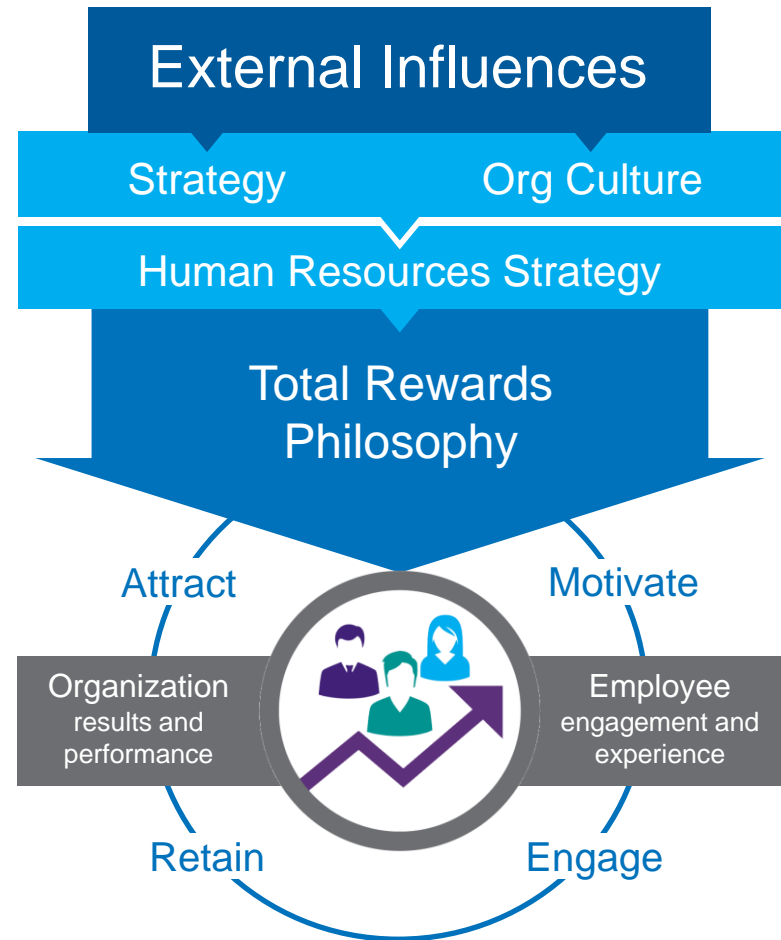 External Influences
Strategy
Org Culture
Human Resources Strategy
Total Rewards
Philosophy
Attract
Motivate
Organization
results and
performance
Employee
engagement and
experience
Retain
Engage